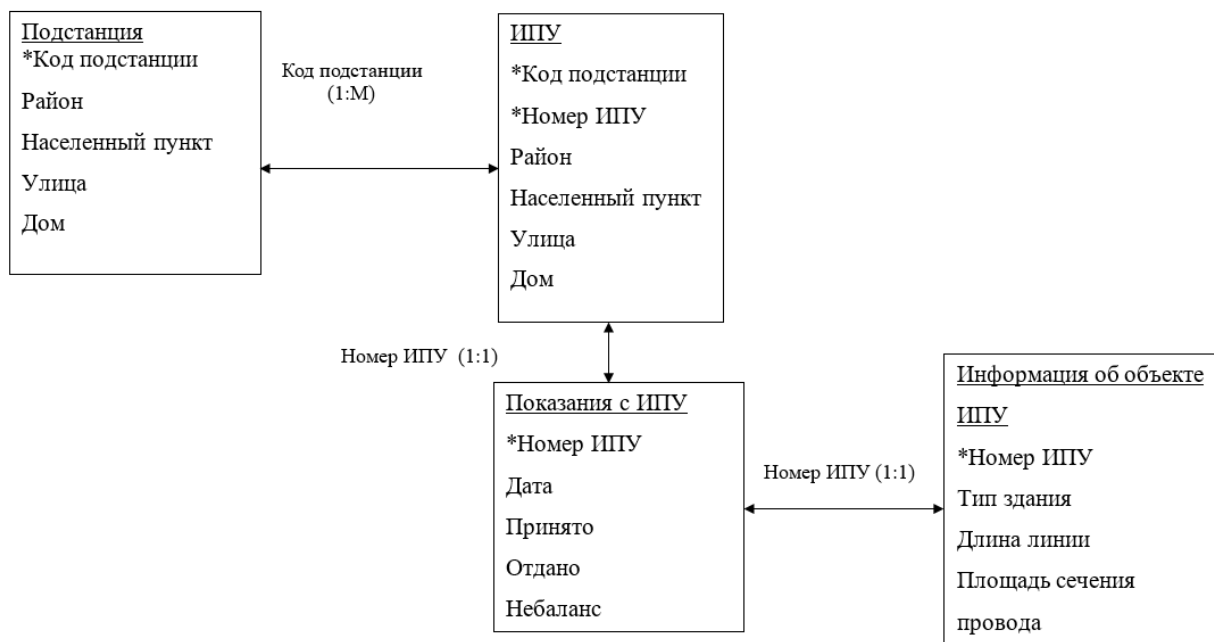 Подстанция
*Код подстанции
Район
Населенный пункт
Улица
Дом
Код подстанции
(1:М)
ИПУ
*Код подстанции
*Номер ИПУ
Район
Населенный пункт
Улица
Дом
Номер ИПУ (1:1)
Показания с ИПУ
*Номер ИПУ
Дата
Принято
Отдано
Небаланс
Номер ИПУ (1:1)
Информация об объекте
ИПУ
*Номер ИПУ
Тип здания
Длина линии
Площадь сечения
провода